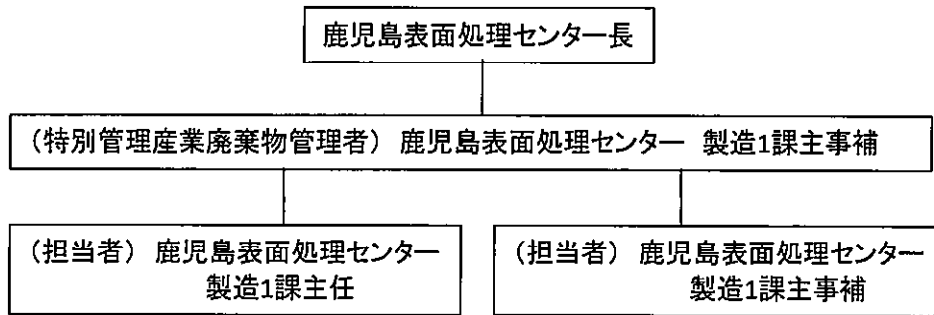 鹿児島表面処理センター長
(特別管理産業廃棄物管理者) 鹿児島表面処理センター 製造1課主事補
(担当者) 鹿児島表面処理センター
製造1課主任
(担当者) 鹿児島表面処理センター
製造1課主事補